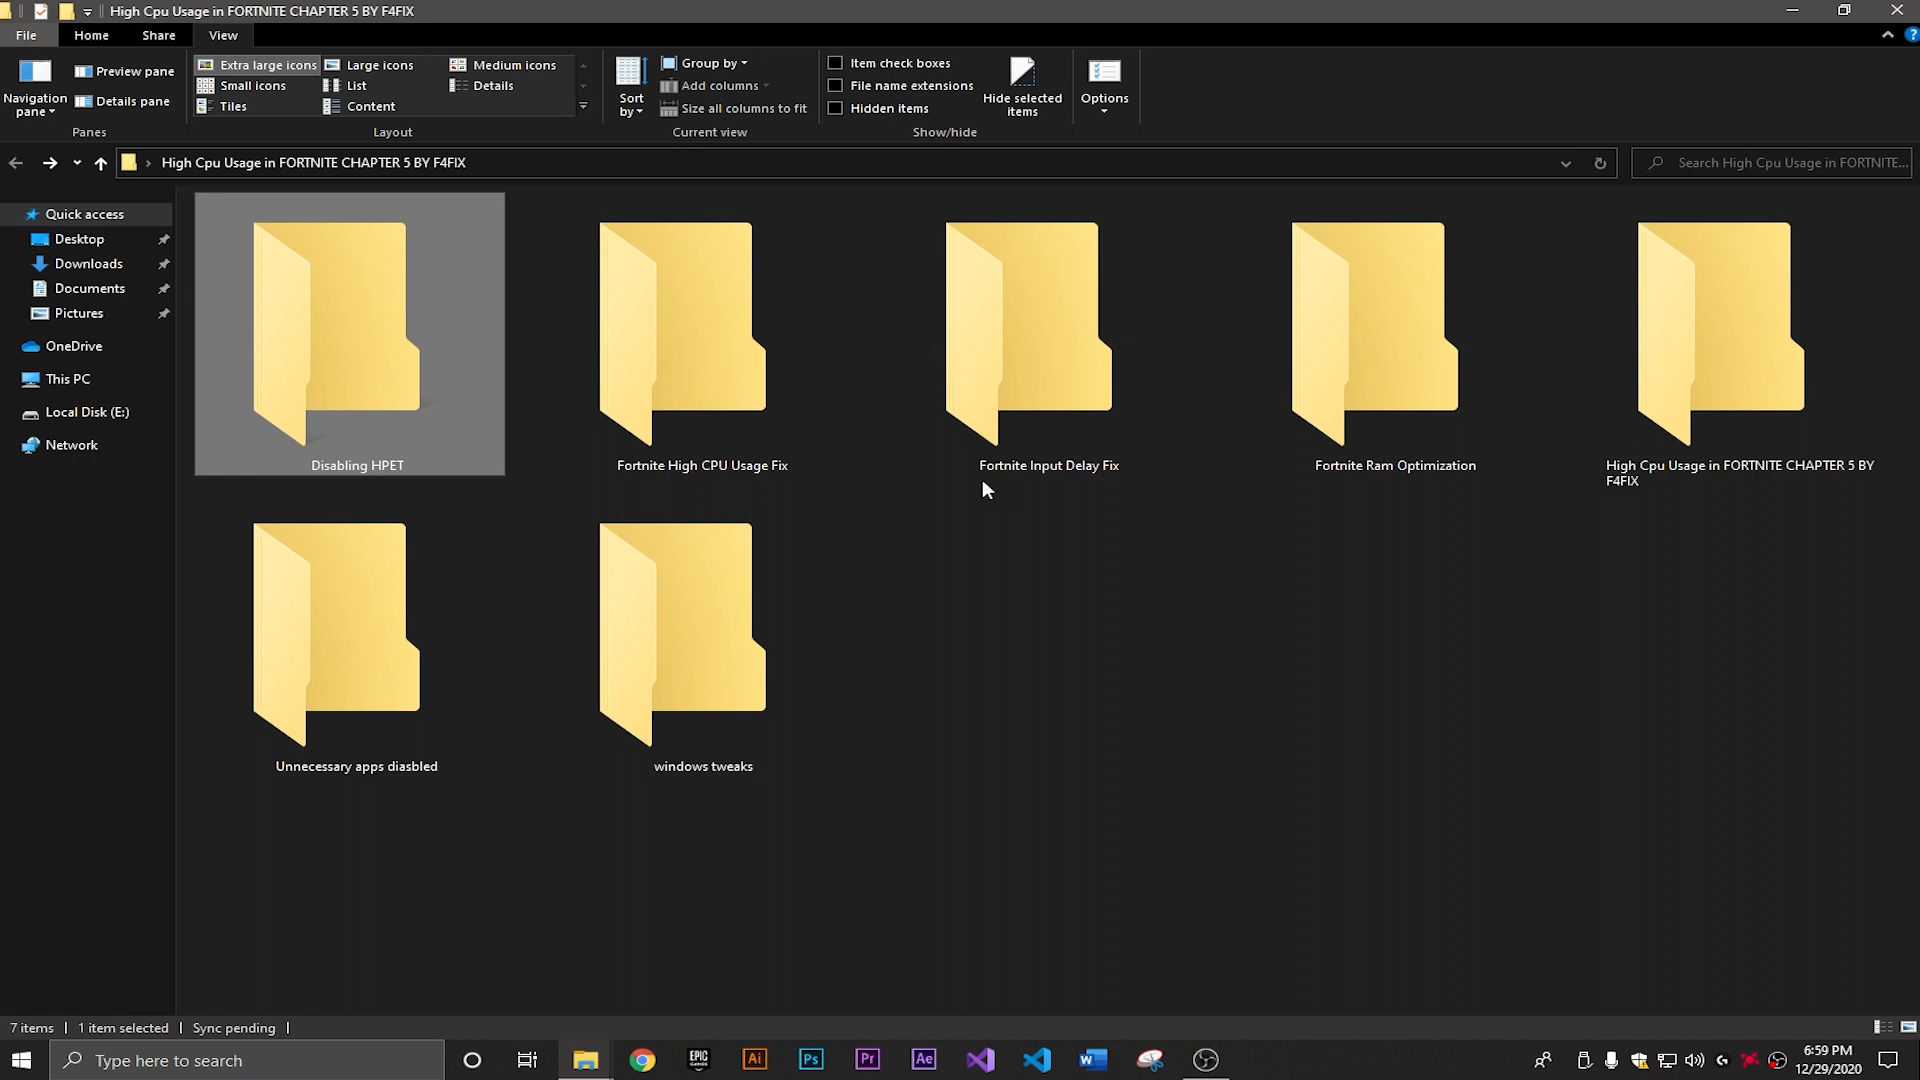 High Cpu Usage in FORTNITE CHAPTER 5 BY F4FIX
File Home Share View
Navigation pane
Preview pane
Details pane
Panes
Extra large icons Large icons Medium icons
Small icons List Details
Tiles Content
Layout
Sort by
Group by
Add columns
Size all columns to fit
Current view
Item check boxes
File name extensions
Hidden items
Hide selected
items
Show/hide
Options
High Cpu Usage in FORTNITE CHAPTER 5 BY F4FIX
Search High Cpu Usage in FORTNITE...
Quick access
Desktop
Downloads
Documents
Pictures
OneDrive
This PC
Local Disk (E:)
Network
Disabling HPET
Fortnite High CPU Usage Fix
Fortnite Input Delay Fix
Fortnite Ram Optimization
High Cpu Usage in FORTNITE CHAPTER 5 BY
F4FIX
Unnecessary apps diasbled
windows tweaks
7 items 1 item selected Sync pending
Type here to search
EPIC
GAMES
Ai
Ps
Pr
Ae
W
6:59 PM
12/29/2020